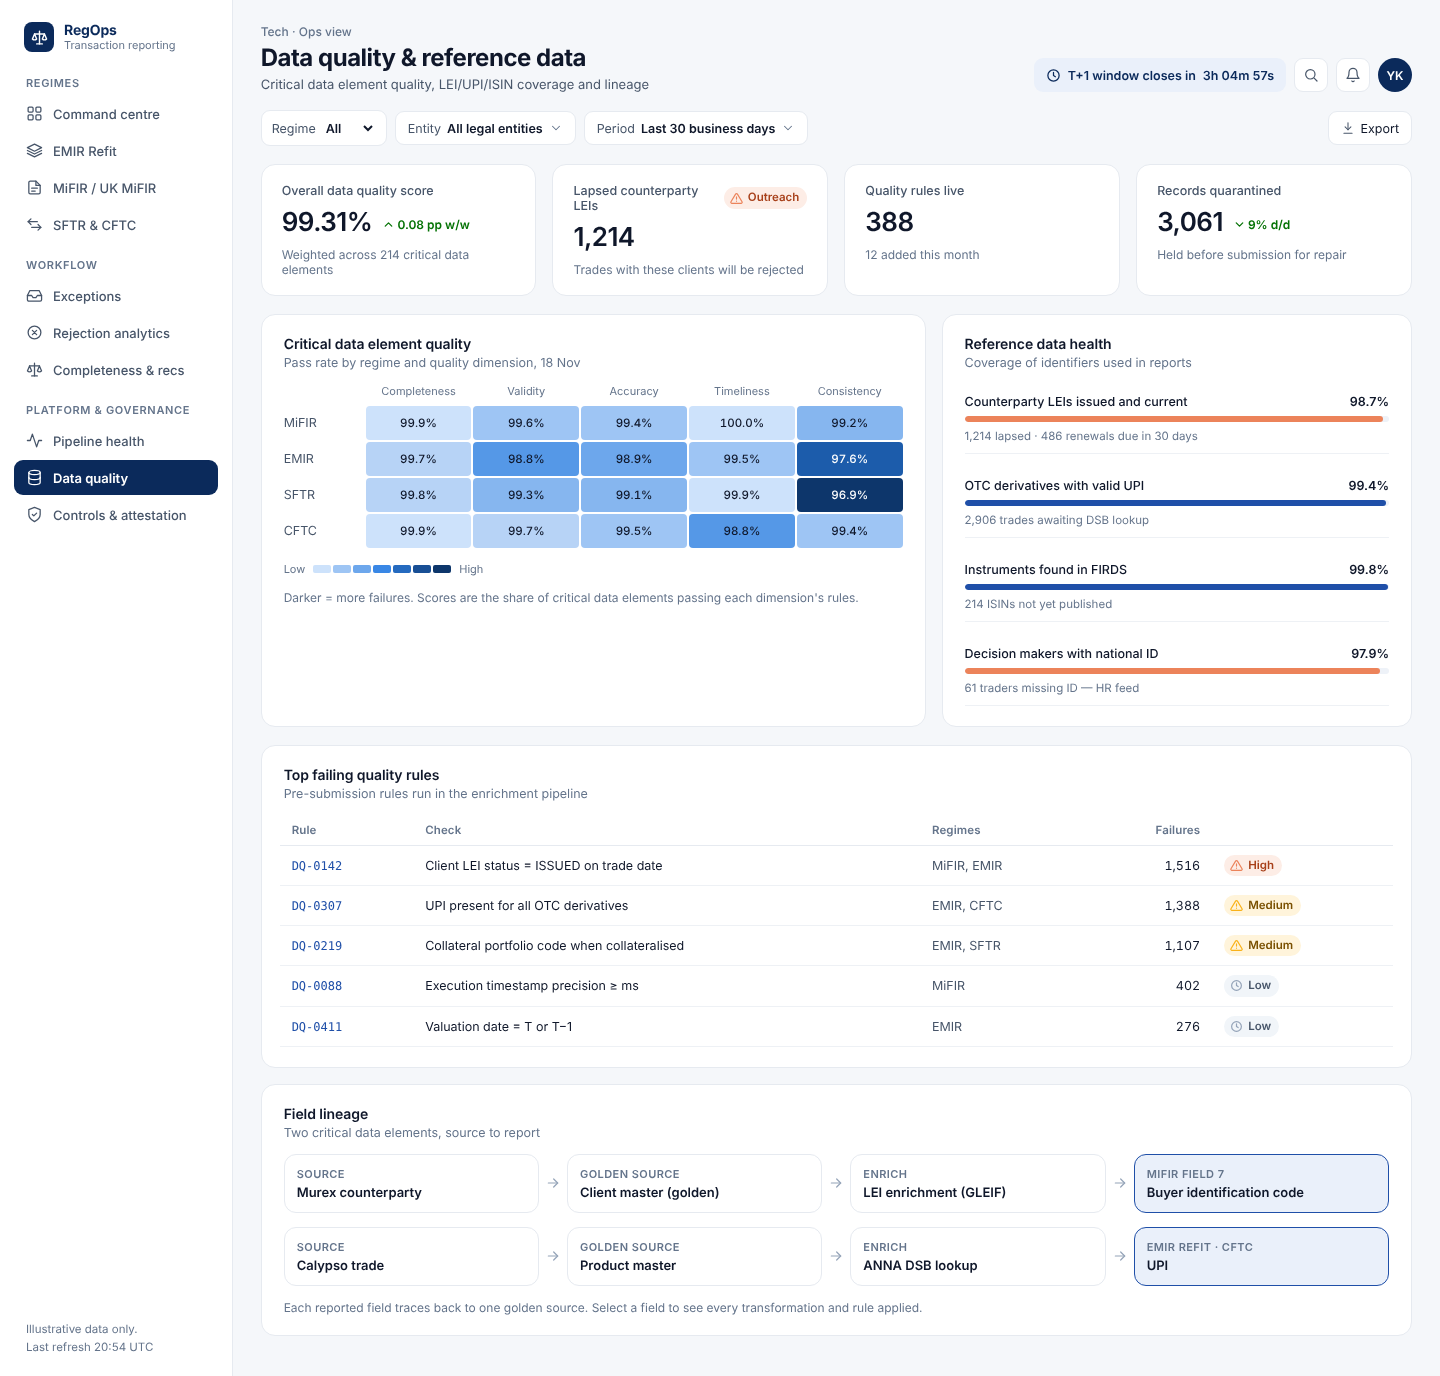 RegOps
Transaction reporting
REGIMES
Command centre
EMIR Refit
MiFIR / UK MiFIR
SFTR & CFTC
WORKFLOW
Exceptions
Rejection analytics
Completeness & recs
PLATFORM & GOVERNANCE
Pipeline health
Data quality
Controls & attestation
Illustrative data only.
Last refresh 20:54 UTC
Tech · Ops view
Data quality & reference data
Critical data element quality, LEI/UPI/ISIN coverage and lineage
T+1 window closes in 3h 04m 57s
YK
Regime All
Entity All legal entities
Period Last 30 business days
Export
Overall data quality score
99.31% 0.08 pp w/w
Weighted across 214 critical data
elements
Lapsed counterparty
LEIs
Outreach
1,214
Trades with these clients will be rejected
Quality rules live
388
12 added this month
Records quarantined
3,061 9% d/d
Held before submission for repair
Critical data element quality
Pass rate by regime and quality dimension, 18 Nov
Completeness Validity Accuracy Timeliness Consistency
MiFIR 99.9% 99.6% 99.4% 100.0% 99.2%
EMIR 99.7% 98.8% 98.9% 99.5% 97.6%
SFTR 99.8% 99.3% 99.1% 99.9% 96.9%
CFTC 99.9% 99.7% 99.5% 98.8% 99.4%
Low High
Darker = more failures. Scores are the share of critical data elements passing each dimension's rules.
Reference data health
Coverage of identifiers used in reports
Counterparty LEIs issued and current 98.7%
1,214 lapsed · 486 renewals due in 30 days
OTC derivatives with valid UPI 99.4%
2,906 trades awaiting DSB lookup
Instruments found in FIRDS 99.8%
214 ISINs not yet published
Decision makers with national ID 97.9%
61 traders missing ID — HR feed
Top failing quality rules
Pre-submission rules run in the enrichment pipeline
Rule Check Regimes Failures
DQ-0142 Client LEI status = ISSUED on trade date MiFIR, EMIR 1,516 High
DQ-0307 UPI present for all OTC derivatives EMIR, CFTC 1,388 Medium
DQ-0219 Collateral portfolio code when collateralised EMIR, SFTR 1,107 Medium
DQ-0088 Execution timestamp precision ≥ ms MiFIR 402 Low
DQ-0411 Valuation date = T or T−1 EMIR 276 Low
Field lineage
Two critical data elements, source to report
SOURCE
Murex counterparty
GOLDEN SOURCE
Client master (golden)
ENRICH
LEI enrichment (GLEIF)
MIFIR FIELD 7
Buyer identification code
SOURCE
Calypso trade
GOLDEN SOURCE
Product master
ENRICH
ANNA DSB lookup
EMIR REFIT · CFTC
UPI
Each reported field traces back to one golden source. Select a field to see every transformation and rule applied.